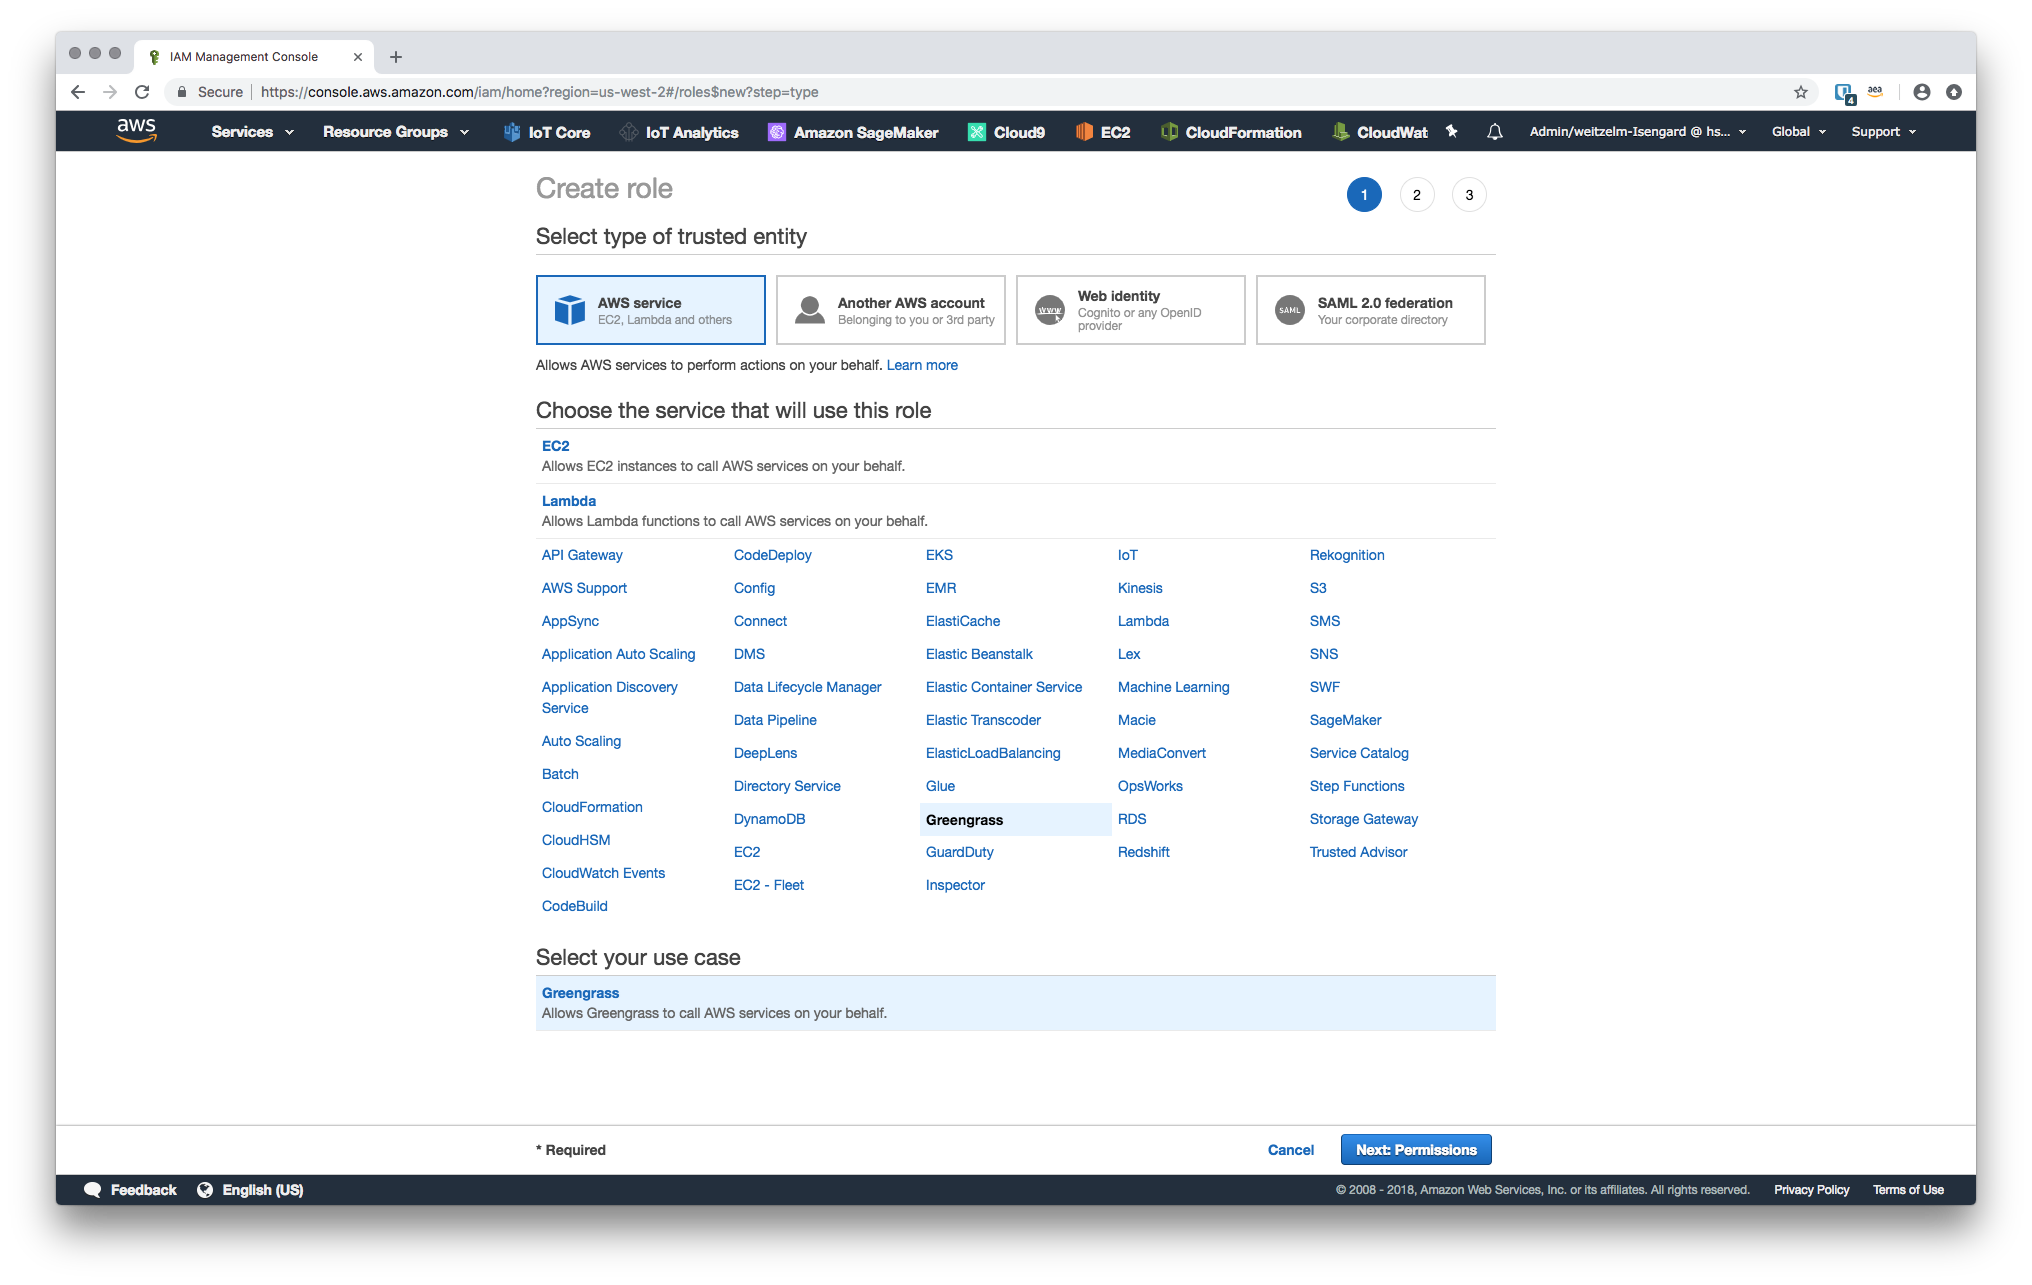 IAM Management Console
Secure https://console.aws.amazon.com/iam/home?region=us-west-2#/roles$new?step=type
4
aea
aws Services Resource Groups IoT Core IoT Analytics Amazon SageMaker Cloud9 EC2 CloudFormation CloudWat Admin/weitzelm-Isengard @ hs... Global Support
Create role
1 2 3
Select type of trusted entity
AWS service
EC2, Lambda and others
Another AWS account
Belonging to you or 3rd party
www
Web identity
Cognito or any OpenID
provider
SAML
SAML 2.0 federation
Your corporate directory
Allows AWS services to perform actions on your behalf. Learn more
Choose the service that will use this role
EC2
Allows EC2 instances to call AWS services on your behalf.
Lambda
Allows Lambda functions to call AWS services on your behalf.
API Gateway
AWS Support
AppSync
Application Auto Scaling
Application Discovery
Service
Auto Scaling
Batch
CloudFormation
CloudHSM
CloudWatch Events
CodeBuild
CodeDeploy
Config
Connect
DMS
Data Lifecycle Manager
Data Pipeline
DeepLens
Directory Service
DynamoDB
EC2
EC2 - Fleet
EKS
EMR
ElastiCache
Elastic Beanstalk
Elastic Container Service
Elastic Transcoder
ElasticLoadBalancing
Glue
Greengrass
GuardDuty
Inspector
IoT
Kinesis
Lambda
Lex
Machine Learning
Macie
MediaConvert
OpsWorks
RDS
Redshift
Rekognition
S3
SMS
SNS
SWF
SageMaker
Service Catalog
Step Functions
Storage Gateway
Trusted Advisor
Select your use case
Greengrass
Allows Greengrass to call AWS services on your behalf.
* Required
Cancel
Next: Permissions
Feedback English (US)
© 2008 - 2018, Amazon Web Services, Inc. or its affiliates. All rights reserved. Privacy Policy Terms of Use